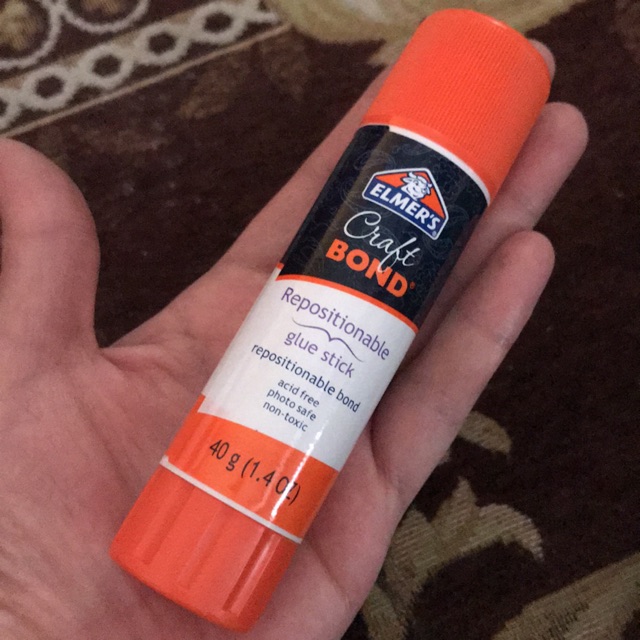 ELMER'S
Craft
BOND®
Repositionable
glue stick
repositionable bond
acid free
photo safe
non-toxic
40 g (1.4 OZ)